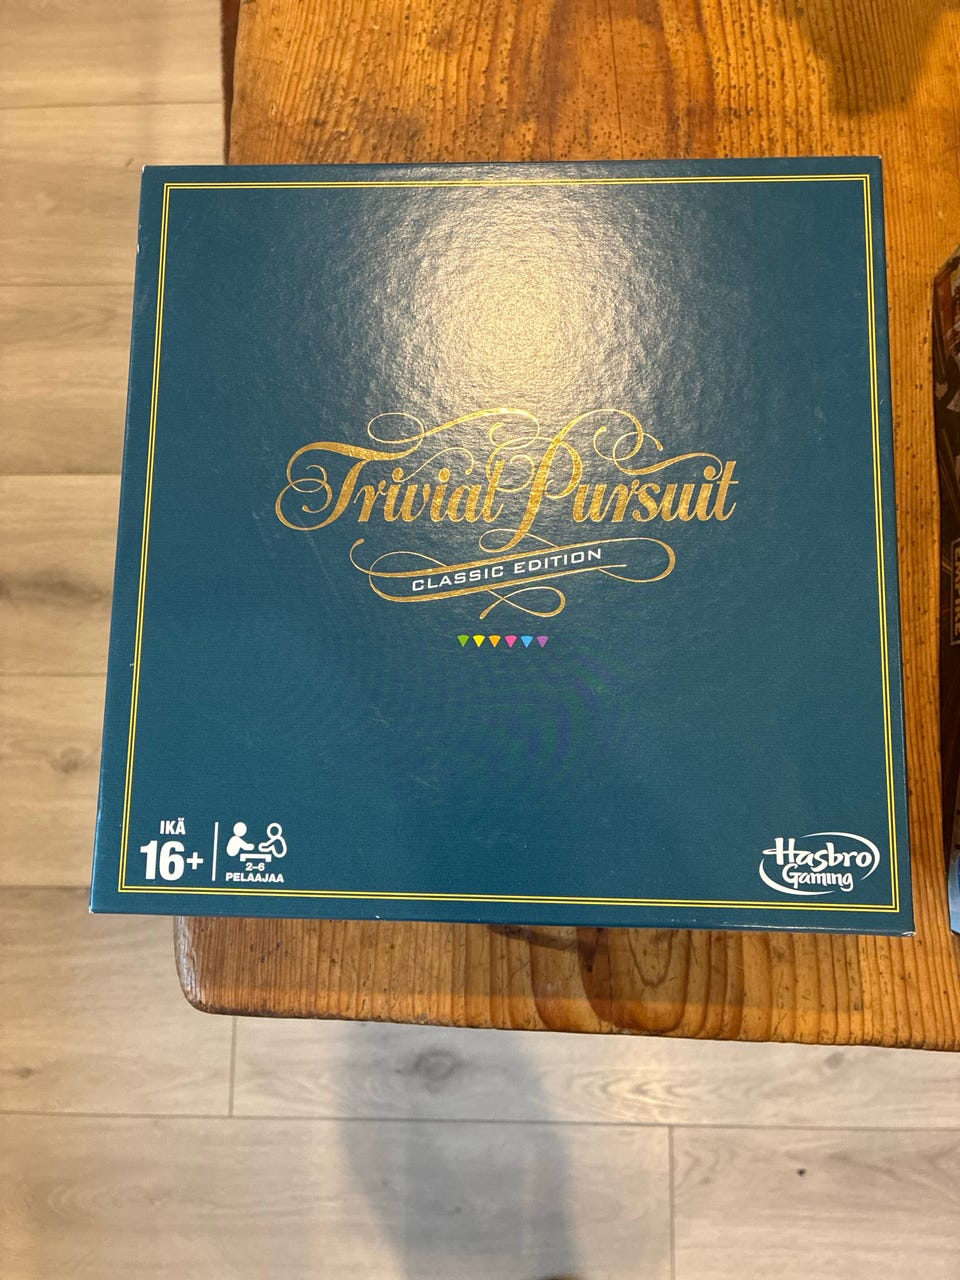 Trivial Pursuit
CLASSIC EDITION
IKÄ
16+
2-6
PELAAJAA
Hasbro
Gaming